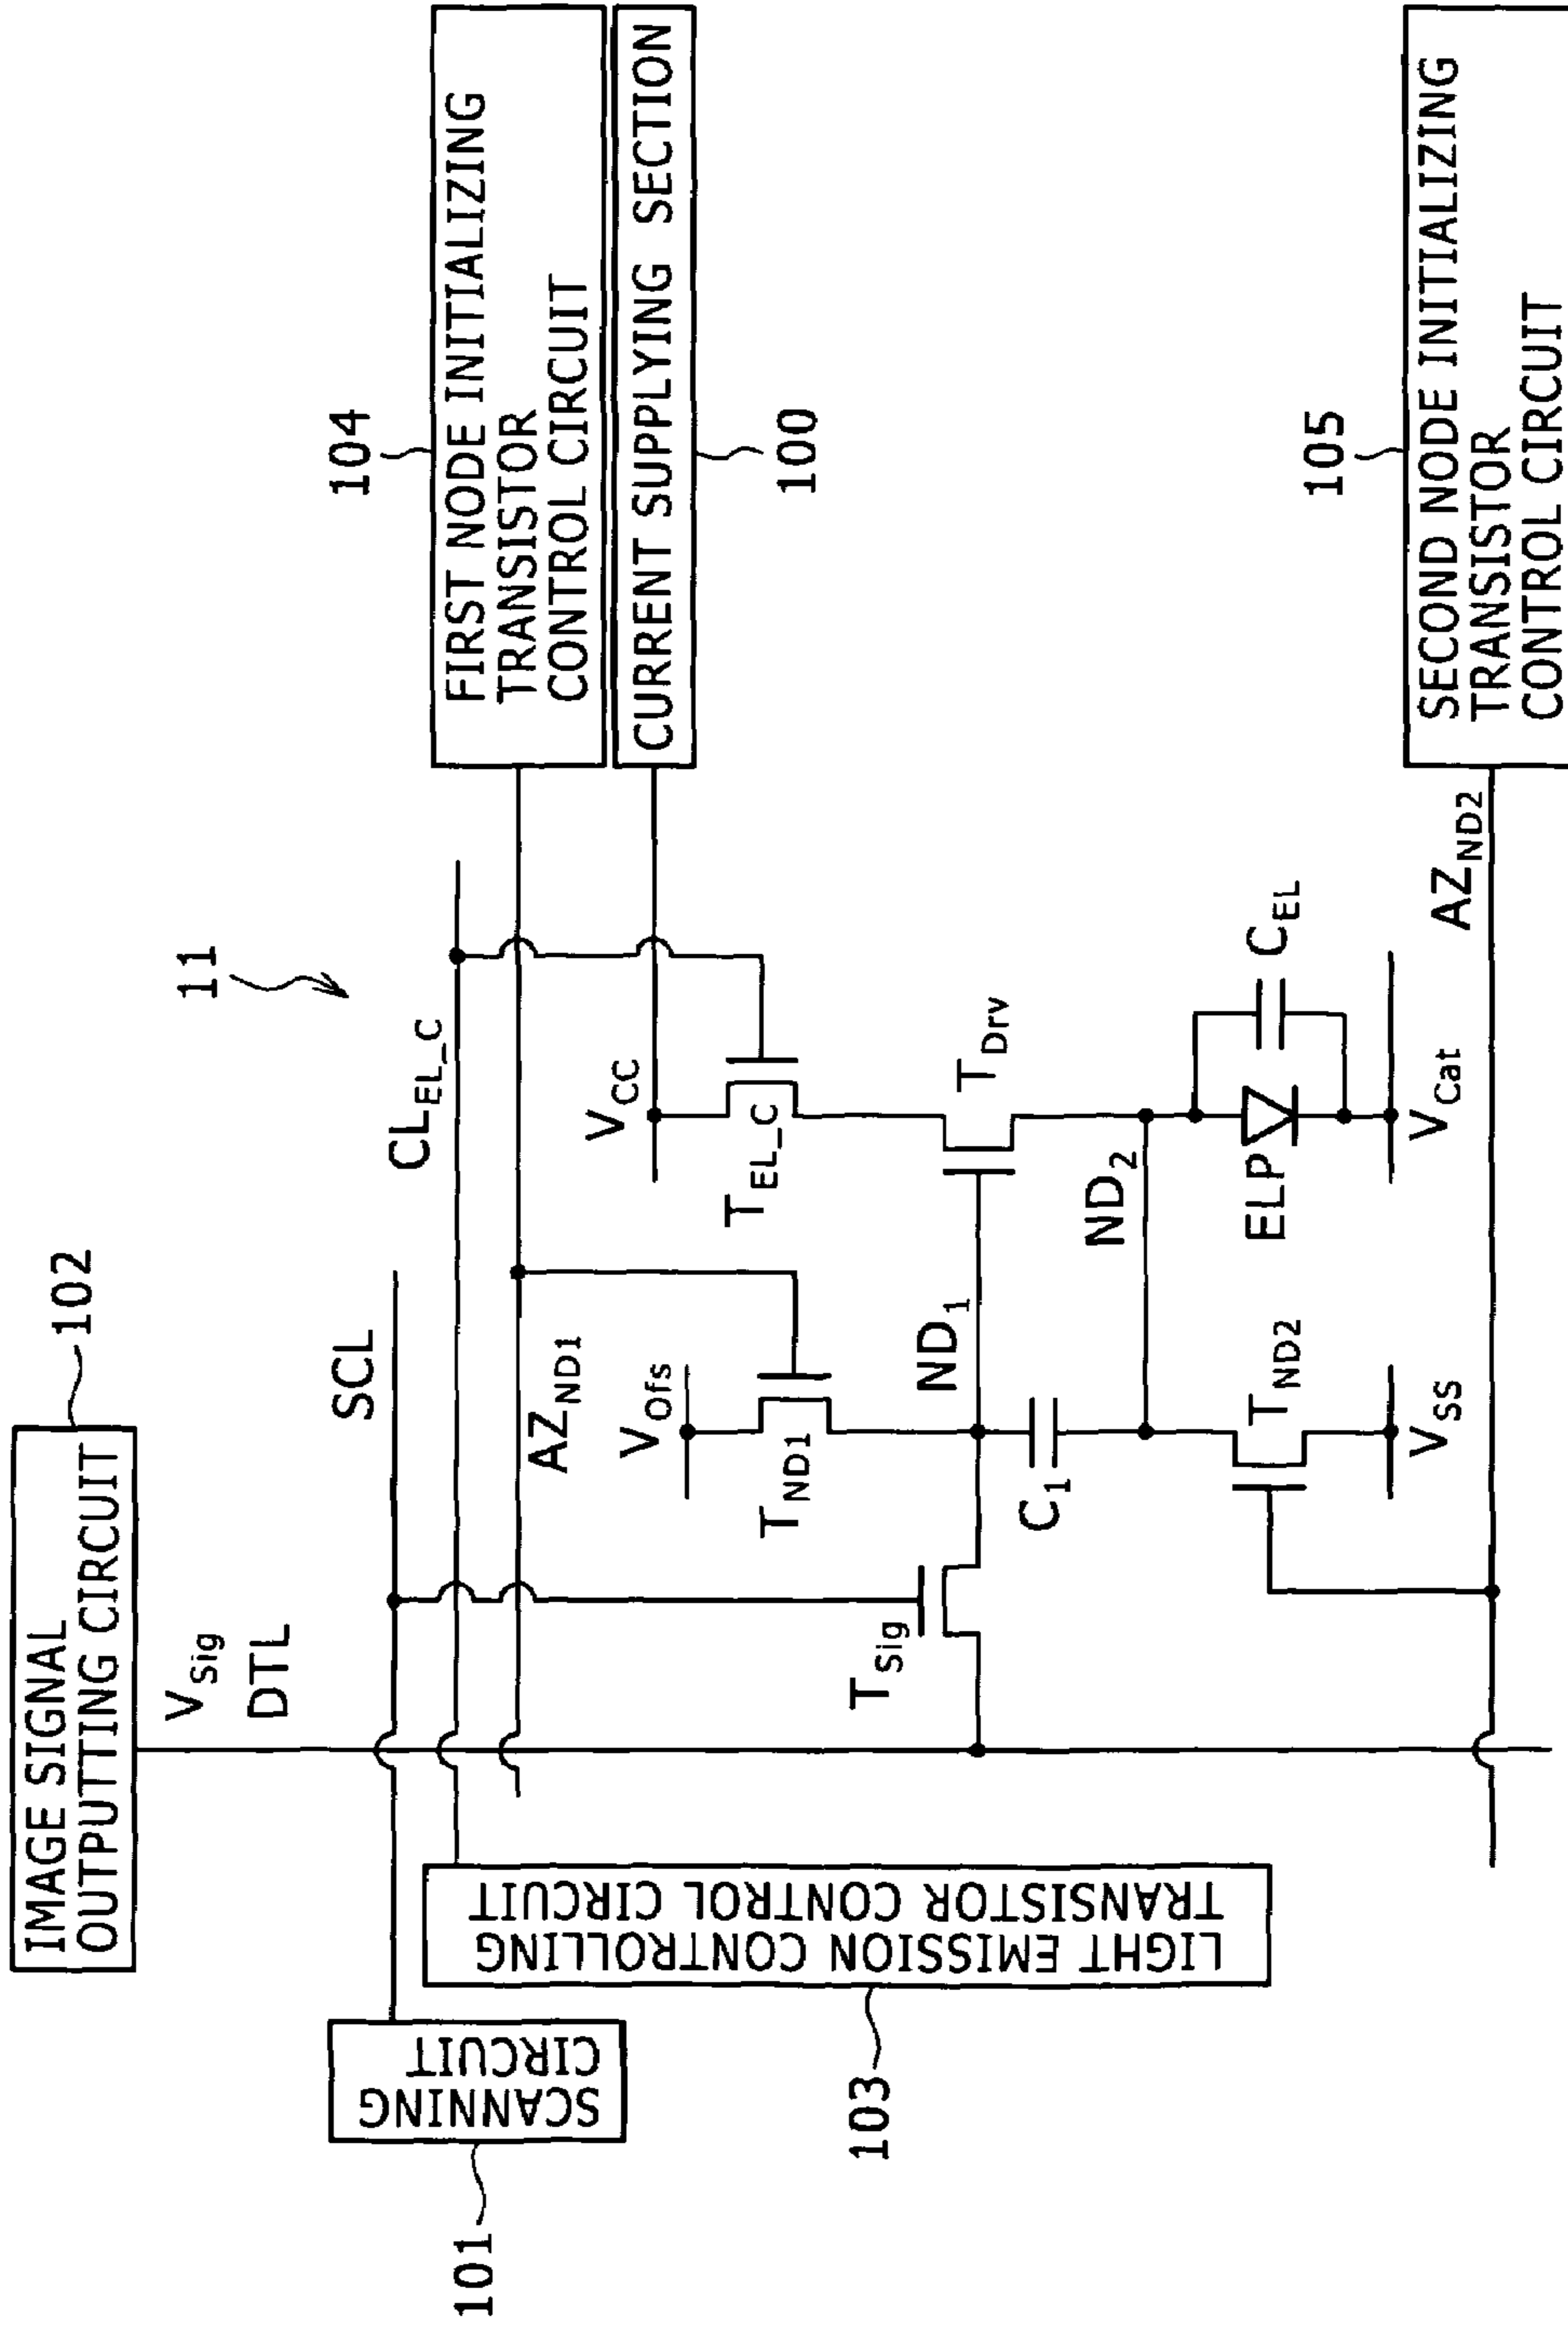 102
IMAGE SIGNAL
OUTPUTTING CIRCUIT
V_Sig
DTL
101
SCANNING
CIRCUIT
SCL
11
CL_EL_C
104
FIRST NODE INITIALIZING
TRANSISTOR
CONTROL CIRCUIT
AZ_ND1
CURRENT SUPPLYING SECTION
100
103
LIGHT EMISSION CONTROLLING
TRANSISTOR CONTROL CIRCUIT
V_Ofs
V_CC
T_ND1
T_EL_C
T_Sig
ND_1
T_Drv
C_1
ND_2
T_ND2
ELP
C_EL
V_SS
V_Cat
AZ_ND2
105
SECOND NODE INITIALIZING
TRANSISTOR
CONTROL CIRCUIT